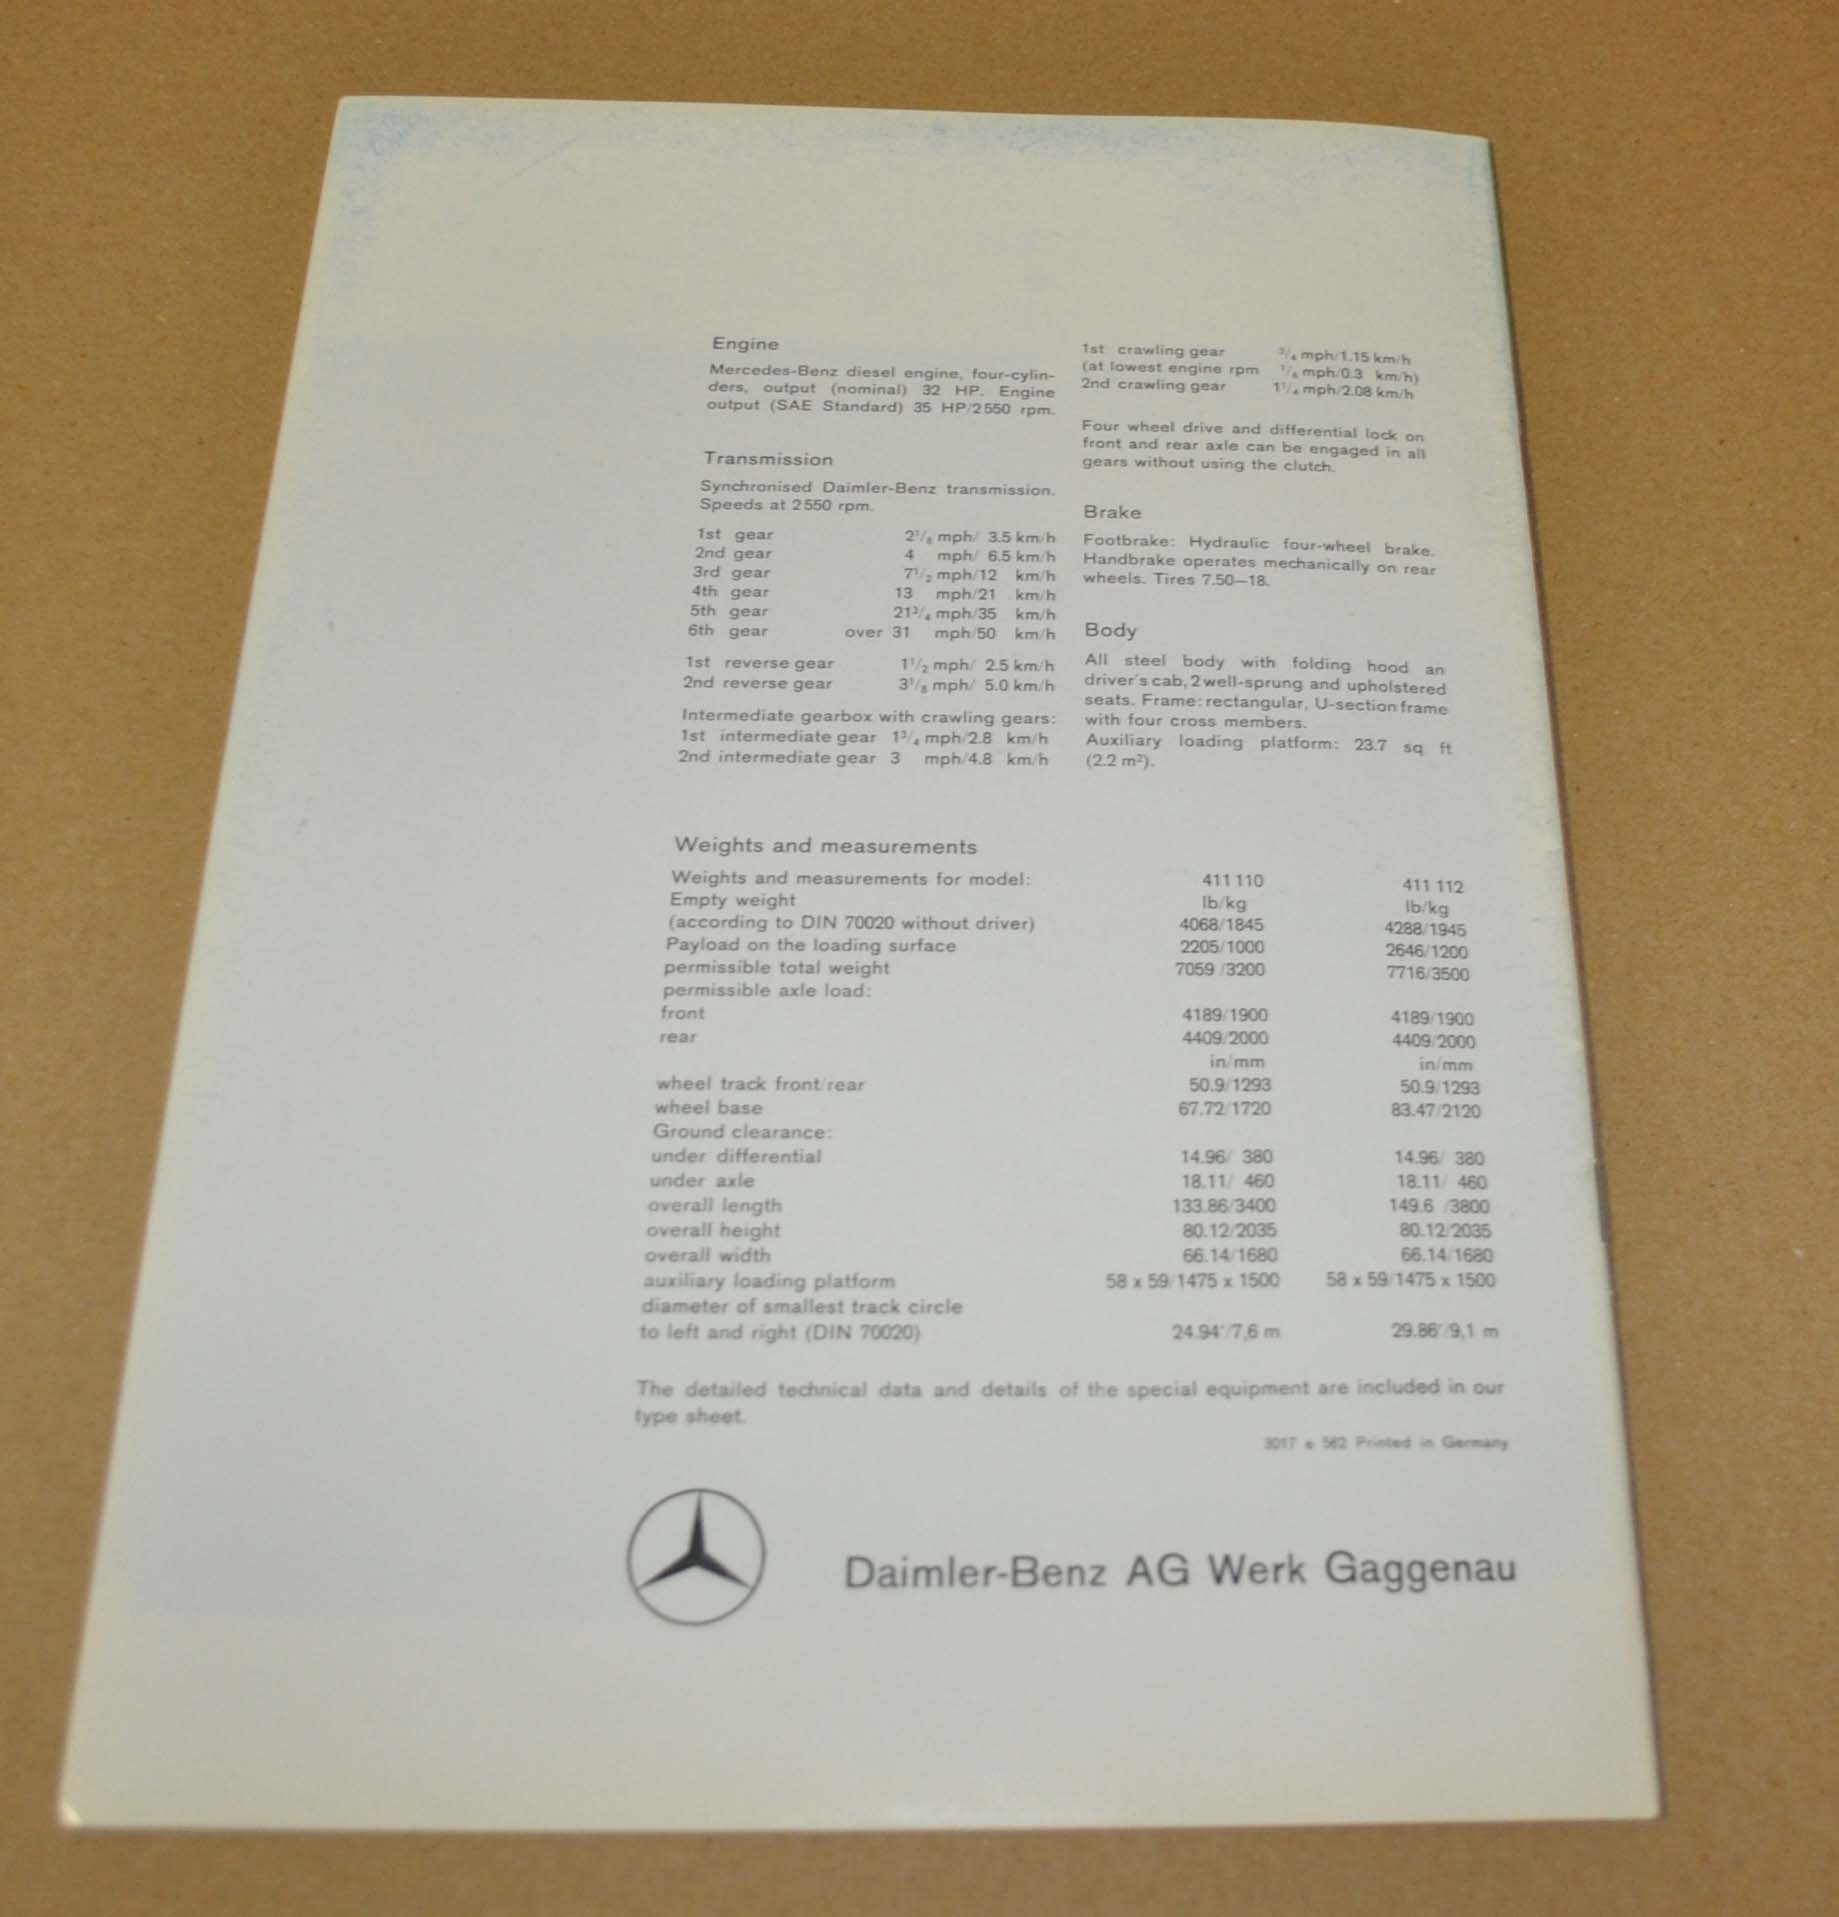 Engine
Mercedes-Benz diesel engine, four-cylin-
ders, output (nominal) 32 HP. Engine
output (SAE Standard) 35 HP/2550 rpm.
Transmission
Synchronised Daimler-Benz transmission.
Speeds at 2550 rpm.
1st gear 2¹/₈ mph/ 3.5 km/h
2nd gear 4 mph/ 6.5 km/h
3rd gear 7¹/₂ mph/12 km/h
4th gear 13 mph/21 km/h
5th gear 21³/₄ mph/35 km/h
6th gear over 31 mph/50 km/h
1st reverse gear 1¹/₂ mph/ 2.5 km/h
2nd reverse gear 3¹/₈ mph/ 5.0 km/h
Intermediate gearbox with crawling gears:
1st intermediate gear 1³/₄ mph/2.8 km/h
2nd intermediate gear 3 mph/4.8 km/h
1st crawling gear ³/₄ mph/1.15 km/h
(at lowest engine rpm ¹/₈ mph/0.3 km/h)
2nd crawling gear 1¹/₄ mph/2.08 km/h
Four wheel drive and differential lock on
front and rear axle can be engaged in all
gears without using the clutch.
Brake
Footbrake: Hydraulic four-wheel brake.
Handbrake operates mechanically on rear
wheels. Tires 7.50—18.
Body
All steel body with folding hood an
driver's cab, 2 well-sprung and upholstered
seats. Frame: rectangular, U-section frame
with four cross members.
Auxiliary loading platform: 23.7 sq ft
(2.2 m²).
Weights and measurements
Weights and measurements for model: 411 110 411 112
Empty weight lb/kg lb/kg
(according to DIN 70020 without driver) 4068/1845 4288/1945
Payload on the loading surface 2205/1000 2646/1200
permissible total weight 7059 /3200 7716/3500
permissible axle load:
front 4189/1900 4189/1900
rear 4409/2000 4409/2000
in/mm in/mm
wheel track front/rear 50.9/1293 50.9/1293
wheel base 67.72/1720 83.47/2120
Ground clearance:
under differential 14.96/ 380 14.96/ 380
under axle 18.11/ 460 18.11/ 460
overall length 133.86/3400 149.6 /3800
overall height 80.12/2035 80.12/2035
overall width 66.14/1680 66.14/1680
auxiliary loading platform 58 x 59/1475 x 1500 58 x 59/1475 x 1500
diameter of smallest track circle
to left and right (DIN 70020) 24.94'/7,6 m 29.86'/9,1 m
The detailed technical data and details of the special equipment are included in our
type sheet.
3017 e 562 Printed in Germany
Daimler-Benz AG Werk Gaggenau